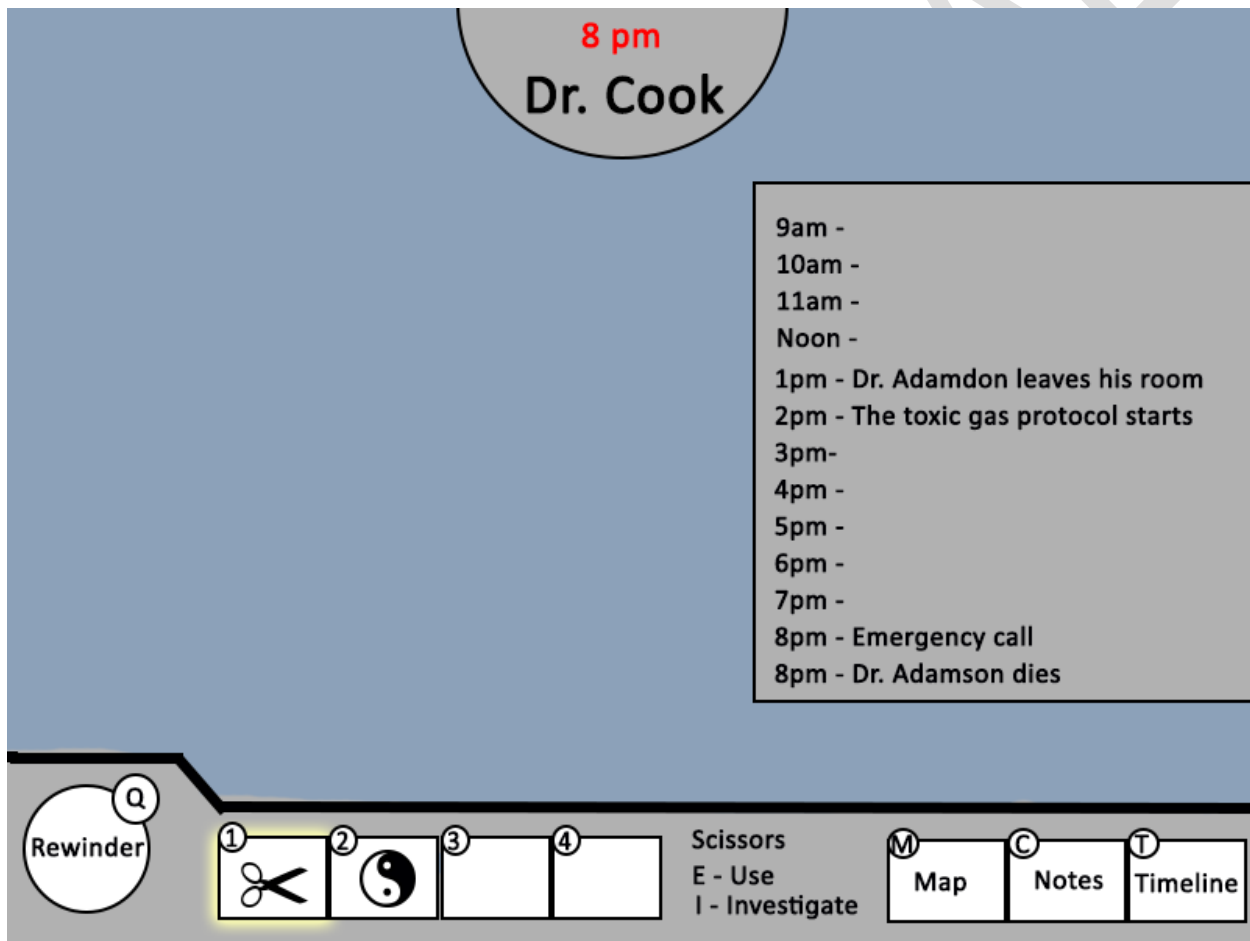 8 pm
Dr. Cook
9am -
10am -
11am -
Noon -
1pm - Dr. Adamdon leaves his room
2pm - The toxic gas protocol starts
3pm-
4pm -
5pm -
6pm -
7pm -
8pm - Emergency call
8pm - Dr. Adamson dies
Q
Rewinder
1
2
3
4
Scissors
E - Use
I - Investigate
M
Map
C
Notes
T
Timeline